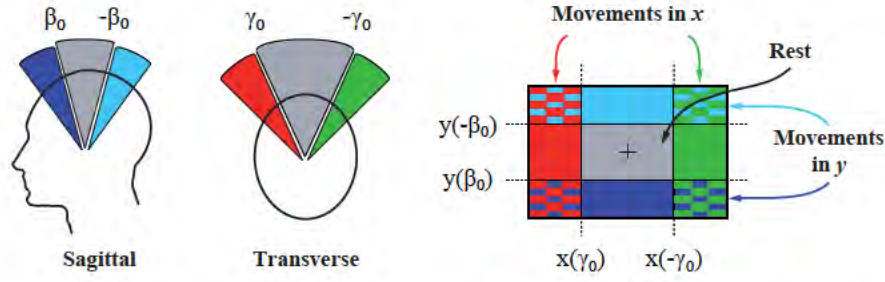 β₀ -β₀
γ₀ -γ₀
Sagittal
Transverse
Movements in x
Rest
y(-β₀)
y(β₀)
Movements
in y
x(γ₀) x(-γ₀)